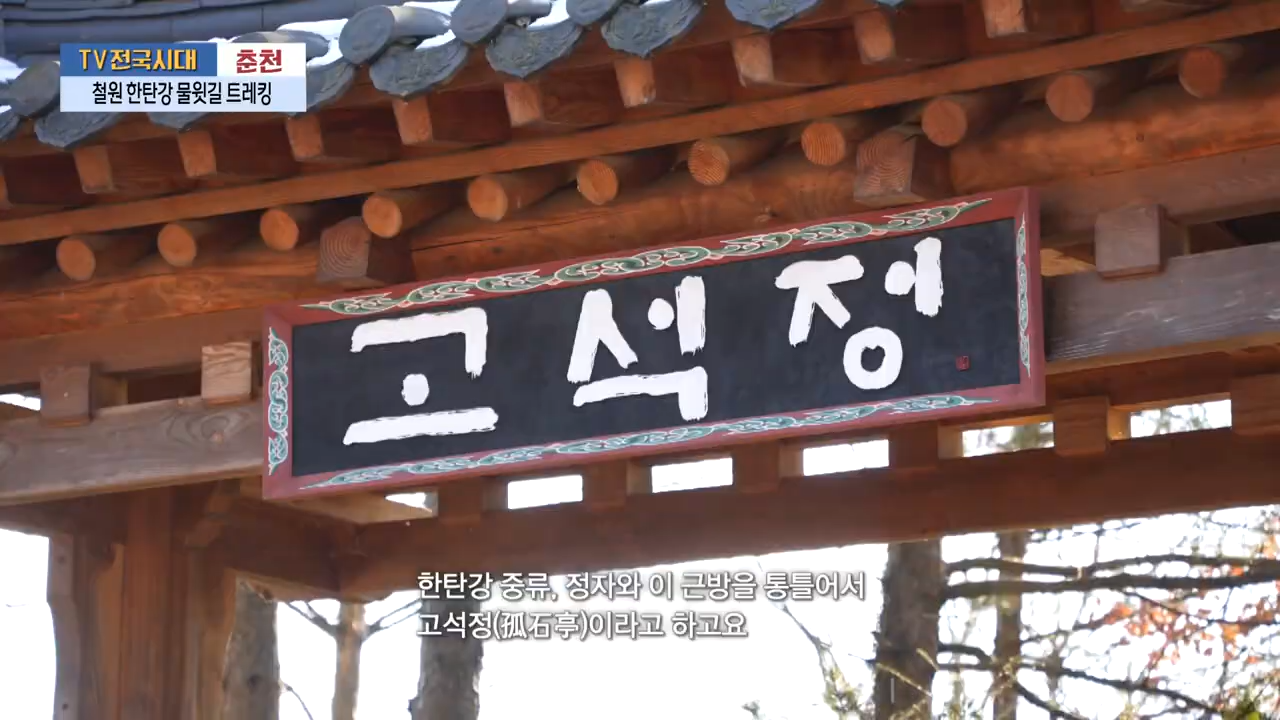 TV전국시대 춘천
철원 한탄강 물윗길 트레킹
고석정
한탄강 중류, 정자와 이 근방을 통틀어서
고석정(孤石亭)이라고 하고요